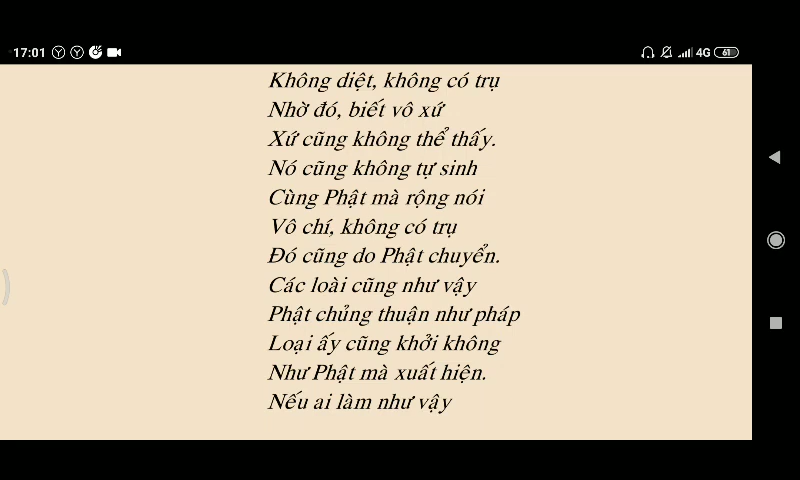 17:01
4G 61
Không diệt, không có trụ
Nhờ đó, biết vô xứ
Xứ cũng không thể thấy.
Nó cũng không tự sinh
Cùng Phật mà rộng nói
Vô chí, không có trụ
Đó cũng do Phật chuyển.
Các loài cũng như vậy
Phật chủng thuận như pháp
Loại ấy cũng khởi không
Như Phật mà xuất hiện.
Nếu ai làm như vậy